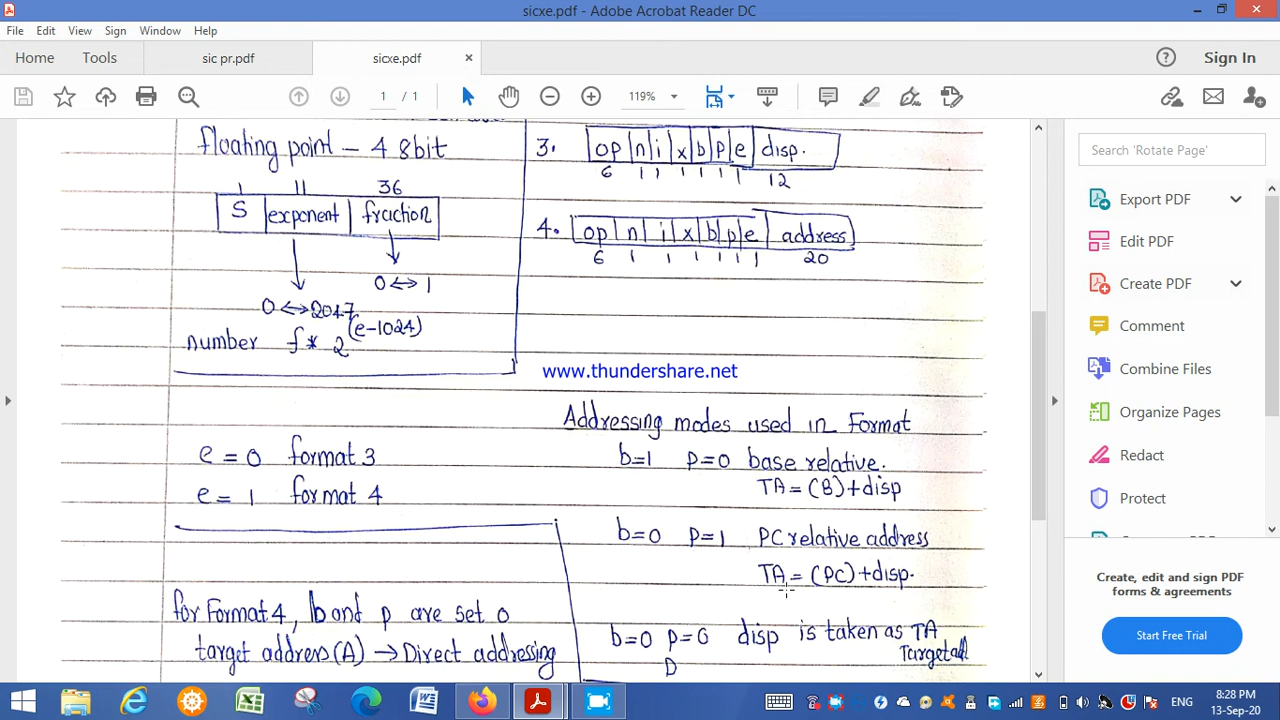 sicxe.pdf - Adobe Acrobat Reader DC
File Edit View Sign Window Help
Home Tools sic pr.pdf sicxe.pdf × Sign In
1 / 1 119%
floating point - 48bit
1 11 36
S exponent fraction
0 ↔ 1
0 ↔ 2047
number f * 2^(e-1024)
3. op n i x b p e disp.
6 1 1 1 1 1 1 12
4. op n i x b p e address
6 1 1 1 1 1 1 20
www.thundershare.net
e = 0 format 3
e = 1 format 4
for Format 4, b and p are set 0
target address (A) → Direct addressing
Addressing modes used in Format
b=1 p=0 base relative.
TA = (B) + disp
b=0 P=1 PC relative address
TA = (PC) + disp.
b=0 p=0 disp is taken as TA
D
Search 'Rotate Page'
Export PDF
Edit PDF
Create PDF
Comment
Combine Files
Organize Pages
Redact
Protect
Create, edit and sign PDF
forms & agreements
Start Free Trial
ENG
8:28 PM
13-Sep-20